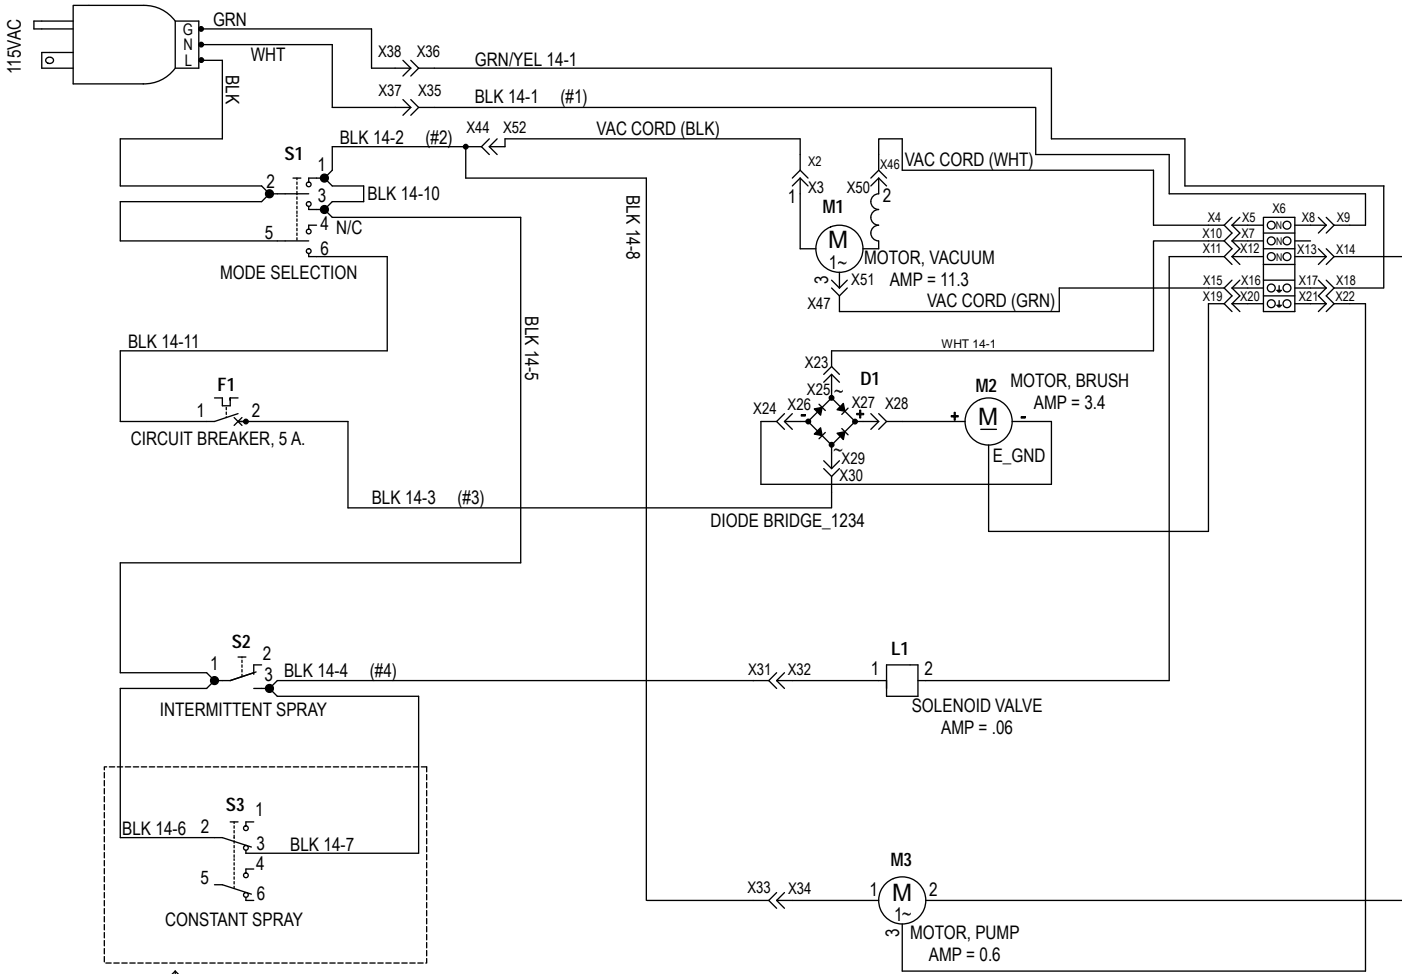 115VAC
G
N
L
GRN
WHT
BLK
X38 X36
GRN/YEL 14-1
X37 X35
BLK 14-1 (#1)
BLK 14-2 (#2)
X44 X52
VAC CORD (BLK)
S1
1
2
3
4
5
6
BLK 14-10
N/C
MODE SELECTION
BLK 14-8
X2
X3
1
M1
M
1~
X46
X50
2
VAC CORD (WHT)
MOTOR, VACUUM
AMP = 11.3
3
X51
X47
VAC CORD (GRN)
X6
X4 X5 ONO X8 X9
X10 X7 ONO
X11 X12 ONO X13 X14
X15 X16 X17 X18
X19 X20 X21 X22
BLK 14-11
BLK 14-5
F1
1 2
CIRCUIT BREAKER, 5 A.
BLK 14-3 (#3)
WHT 14-1
X23
X25
~
D1
X24 X26 - + X27 X28
~
X29
X30
DIODE BRIDGE_1234
M2
M
+ -
MOTOR, BRUSH
AMP = 3.4
E_GND
S2
1 2
3
BLK 14-4 (#4)
INTERMITTENT SPRAY
X31 X32
L1
1 2
SOLENOID VALVE
AMP = .06
S3
1
BLK 14-6 2
3
BLK 14-7
4
5
6
CONSTANT SPRAY
X33 X34
M3
1 M 2
1~
3
MOTOR, PUMP
AMP = 0.6